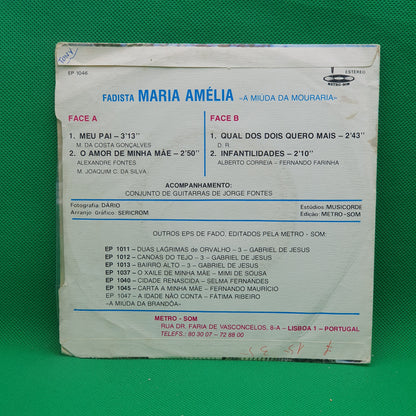 TONY
EP 1046
METRO-SOM
ESTEREO
FADISTA MARIA AMÉLIA –A MIÚDA DA MOURARIA–
FACE A
1. MEU PAI – 3'13"
M. DA COSTA GONÇALVES
2. O AMOR DE MINHA MÃE – 2'50"
ALEXANDRE FONTES
M. JOAQUIM C. DA SILVA
FACE B
1. QUAL DOS DOIS QUERO MAIS – 2'43"
D. R.
2. INFANTILIDADES – 2'10"
ALBERTO CORREIA – FERNANDO FARINHA
ACOMPANHAMENTO:
CONJUNTO DE GUITARRAS DE JORGE FONTES
Fotografia: DÁRIO
Arranjo Gráfico: SERICROM
Estúdios: MUSICORDE
Edição: METRO-SOM
OUTROS EPS DE FADO, EDITADOS PELA METRO - SOM:
EP 1011 – DUAS LAGRIMAS de ORVALHO – 3 – GABRIEL DE JESUS
EP 1012 – CANOAS DO TEJO – 3 – GABRIEL DE JESUS
EP 1013 – BAIRRO ALTO – 3 – GABRIEL DE JESUS
EP 1037 – O XAILE DE MINHA MÃE – MIMI DE SOUSA
EP 1040 – CIDADE RENASCIDA – SELMA FERNANDES
EP 1045 – CARTA A MINHA MÃE – FERNANDO MAURICIO
EP 1047 – A IDADE NÃO CONTA – FÁTIMA RIBEIRO
–A MIUDA DA BRANDÔA–
METRO - SOM
RUA DR. FARIA DE VASCONCELOS, 8-A – LISBOA 1 – PORTUGAL
TELEFS.: 80 30 07 – 72 88 00